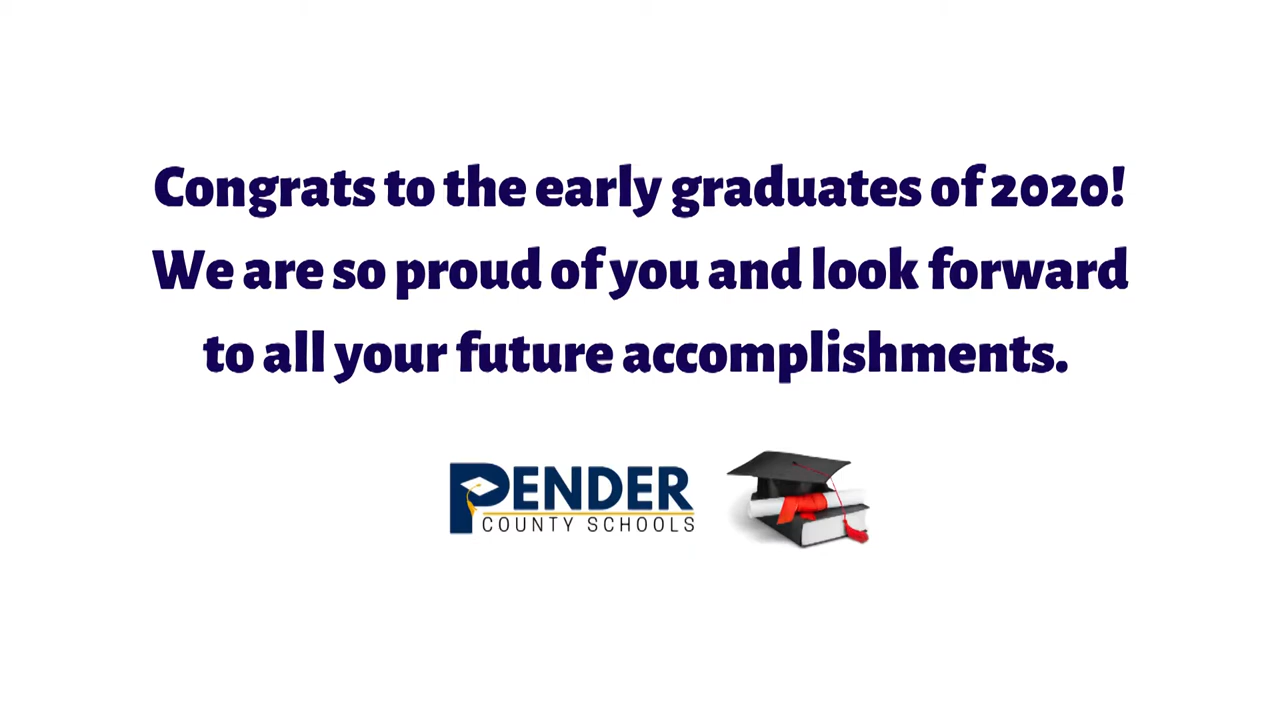 Congrats to the early graduates of 2020!
We are so proud of you and look forward
to all your future accomplishments.
PENDER
COUNTY SCHOOLS